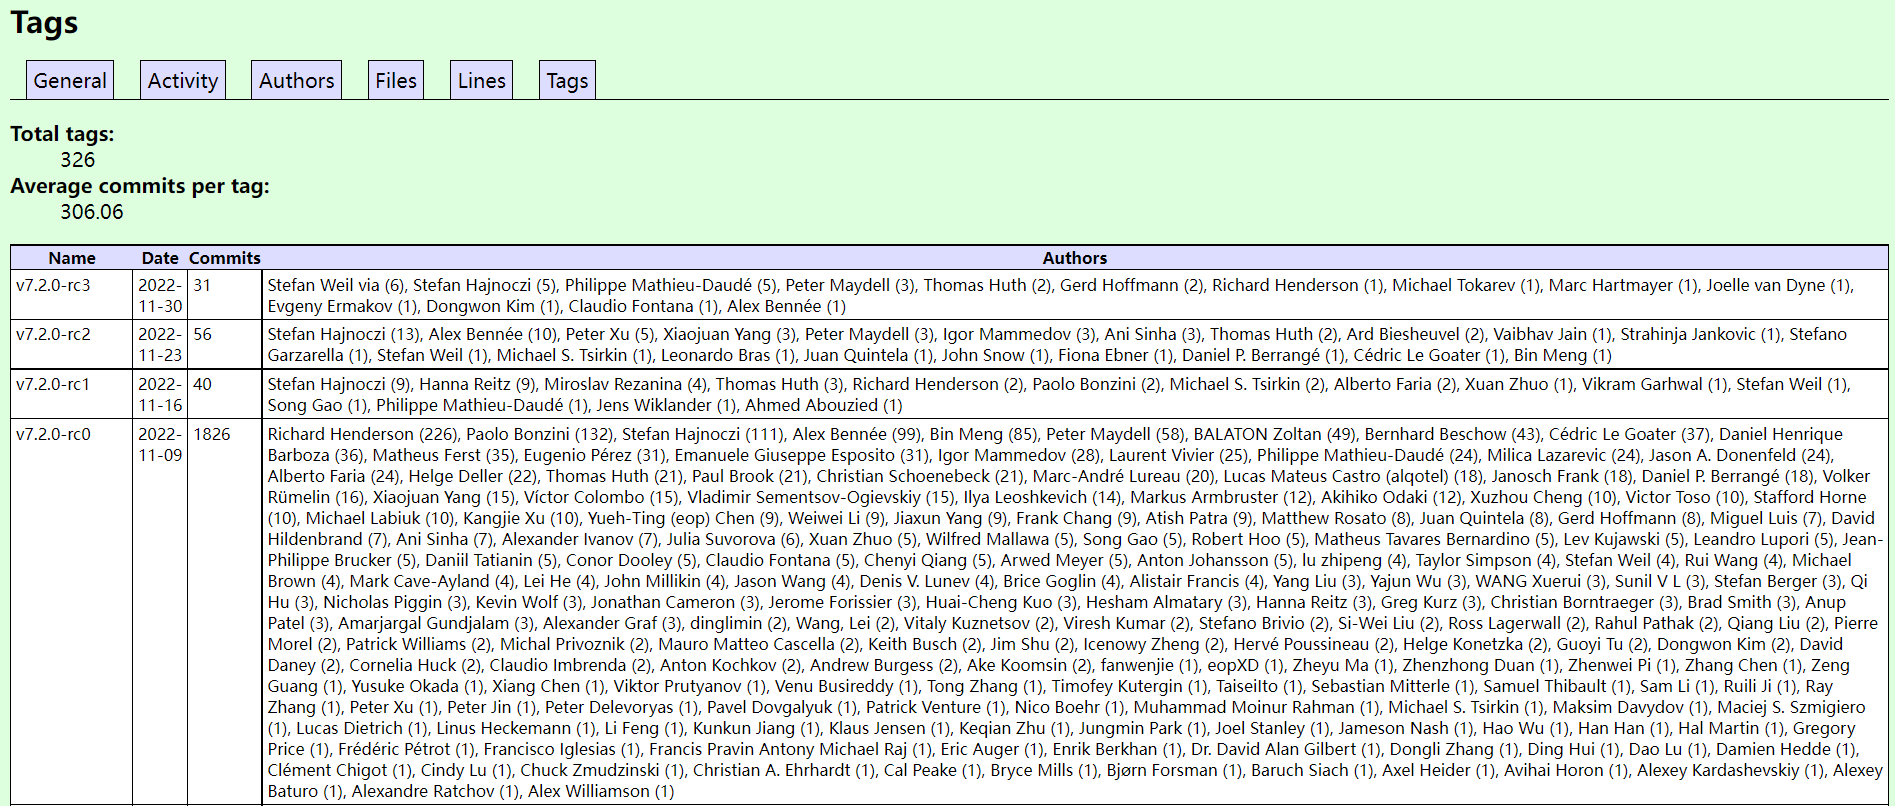 Tags
General Activity Authors Files Lines Tags
Total tags:
326
Average commits per tag:
306.06
Name Date Commits Authors
v7.2.0-rc3 2022- 31 Stefan Weil via (6), Stefan Hajnoczi (5), Philippe Mathieu-Daudé (5), Peter Maydell (3), Thomas Huth (2), Gerd Hoffmann (2), Richard Henderson (1), Michael Tokarev (1), Marc Hartmayer (1), Joelle van Dyne (1),
11-30 Evgeny Ermakov (1), Dongwon Kim (1), Claudio Fontana (1), Alex Bennée (1)
v7.2.0-rc2 2022- 56 Stefan Hajnoczi (13), Alex Bennée (10), Peter Xu (5), Xiaojuan Yang (3), Peter Maydell (3), Igor Mammedov (3), Ani Sinha (3), Thomas Huth (2), Ard Biesheuvel (2), Vaibhav Jain (1), Strahinja Jankovic (1), Stefano
11-23 Garzarella (1), Stefan Weil (1), Michael S. Tsirkin (1), Leonardo Bras (1), Juan Quintela (1), John Snow (1), Fiona Ebner (1), Daniel P. Berrangé (1), Cédric Le Goater (1), Bin Meng (1)
v7.2.0-rc1 2022- 40 Stefan Hajnoczi (9), Hanna Reitz (9), Miroslav Rezanina (4), Thomas Huth (3), Richard Henderson (2), Paolo Bonzini (2), Michael S. Tsirkin (2), Alberto Faria (2), Xuan Zhuo (1), Vikram Garhwal (1), Stefan Weil (1),
11-16 Song Gao (1), Philippe Mathieu-Daudé (1), Jens Wiklander (1), Ahmed Abouzied (1)
v7.2.0-rc0 2022- 1826 Richard Henderson (226), Paolo Bonzini (132), Stefan Hajnoczi (111), Alex Bennée (99), Bin Meng (85), Peter Maydell (58), BALATON Zoltan (49), Bernhard Beschow (43), Cédric Le Goater (37), Daniel Henrique
11-09 Barboza (36), Matheus Ferst (35), Eugenio Pérez (31), Emanuele Giuseppe Esposito (31), Igor Mammedov (28), Laurent Vivier (25), Philippe Mathieu-Daudé (24), Milica Lazarevic (24), Jason A. Donenfeld (24),
Alberto Faria (24), Helge Deller (22), Thomas Huth (21), Paul Brook (21), Christian Schoenebeck (21), Marc-André Lureau (20), Lucas Mateus Castro (alqotel) (18), Janosch Frank (18), Daniel P. Berrangé (18), Volker
Rümelin (16), Xiaojuan Yang (15), Víctor Colombo (15), Vladimir Sementsov-Ogievskiy (15), Ilya Leoshkevich (14), Markus Armbruster (12), Akihiko Odaki (12), Xuzhou Cheng (10), Victor Toso (10), Stafford Horne
(10), Michael Labiuk (10), Kangjie Xu (10), Yueh-Ting (eop) Chen (9), Weiwei Li (9), Jiaxun Yang (9), Frank Chang (9), Atish Patra (9), Matthew Rosato (8), Juan Quintela (8), Gerd Hoffmann (8), Miguel Luis (7), David
Hildenbrand (7), Ani Sinha (7), Alexander Ivanov (7), Julia Suvorova (6), Xuan Zhuo (5), Wilfred Mallawa (5), Song Gao (5), Robert Hoo (5), Matheus Tavares Bernardino (5), Lev Kujawski (5), Leandro Lupori (5), Jean-
Philippe Brucker (5), Daniil Tatianin (5), Conor Dooley (5), Claudio Fontana (5), Chenyi Qiang (5), Arwed Meyer (5), Anton Johansson (5), lu zhipeng (4), Taylor Simpson (4), Stefan Weil (4), Rui Wang (4), Michael
Brown (4), Mark Cave-Ayland (4), Lei He (4), John Millikin (4), Jason Wang (4), Denis V. Lunev (4), Brice Goglin (4), Alistair Francis (4), Yang Liu (3), Yajun Wu (3), WANG Xuerui (3), Sunil V L (3), Stefan Berger (3), Qi
Hu (3), Nicholas Piggin (3), Kevin Wolf (3), Jonathan Cameron (3), Jerome Forissier (3), Huai-Cheng Kuo (3), Hesham Almatary (3), Hanna Reitz (3), Greg Kurz (3), Christian Borntraeger (3), Brad Smith (3), Anup
Patel (3), Amarjargal Gundjalam (3), Alexander Graf (3), dinglimin (2), Wang, Lei (2), Vitaly Kuznetsov (2), Viresh Kumar (2), Stefano Brivio (2), Si-Wei Liu (2), Ross Lagerwall (2), Rahul Pathak (2), Qiang Liu (2), Pierre
Morel (2), Patrick Williams (2), Michal Privoznik (2), Mauro Matteo Cascella (2), Keith Busch (2), Jim Shu (2), Icenowy Zheng (2), Hervé Poussineau (2), Helge Konetzka (2), Guoyi Tu (2), Dongwon Kim (2), David
Daney (2), Cornelia Huck (2), Claudio Imbrenda (2), Anton Kochkov (2), Andrew Burgess (2), Ake Koomsin (2), fanwenjie (1), eopXD (1), Zheyu Ma (1), Zhenzhong Duan (1), Zhenwei Pi (1), Zhang Chen (1), Zeng
Guang (1), Yusuke Okada (1), Xiang Chen (1), Viktor Prutyanov (1), Venu Busireddy (1), Tong Zhang (1), Timofey Kutergin (1), Taiseilto (1), Sebastian Mitterle (1), Samuel Thibault (1), Sam Li (1), Ruili Ji (1), Ray
Zhang (1), Peter Xu (1), Peter Jin (1), Peter Delevoryas (1), Pavel Dovgalyuk (1), Patrick Venture (1), Nico Boehr (1), Muhammad Moinur Rahman (1), Michael S. Tsirkin (1), Maksim Davydov (1), Maciej S. Szmigiero
(1), Lucas Dietrich (1), Linus Heckemann (1), Li Feng (1), Kunkun Jiang (1), Klaus Jensen (1), Keqian Zhu (1), Jungmin Park (1), Joel Stanley (1), Jameson Nash (1), Hao Wu (1), Han Han (1), Hal Martin (1), Gregory
Price (1), Frédéric Pétrot (1), Francisco Iglesias (1), Francis Pravin Antony Michael Raj (1), Eric Auger (1), Enrik Berkhan (1), Dr. David Alan Gilbert (1), Dongli Zhang (1), Ding Hui (1), Dao Lu (1), Damien Hedde (1),
Clément Chigot (1), Cindy Lu (1), Chuck Zmudzinski (1), Christian A. Ehrhardt (1), Cal Peake (1), Bryce Mills (1), Bjørn Forsman (1), Baruch Siach (1), Axel Heider (1), Avihai Horon (1), Alexey Kardashevskiy (1), Alexey
Baturo (1), Alexandre Ratchov (1), Alex Williamson (1)